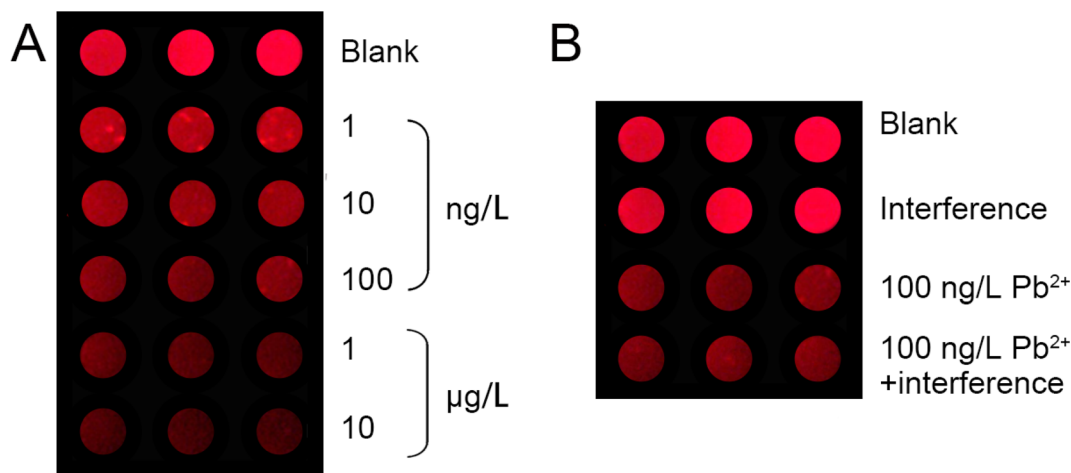 A
Blank
1
10
100
ng/L
1
10
µg/L
B
Blank
Interference
100 ng/L Pb²⁺
100 ng/L Pb²⁺
+interference